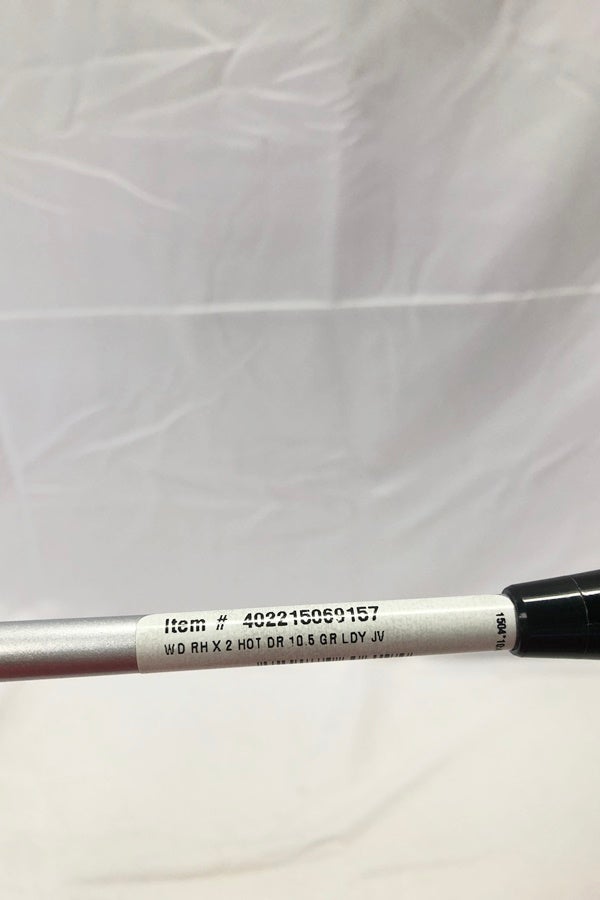 Item # 402215069157
WD RH X 2 HOT DR 10.5 GR LDY JV